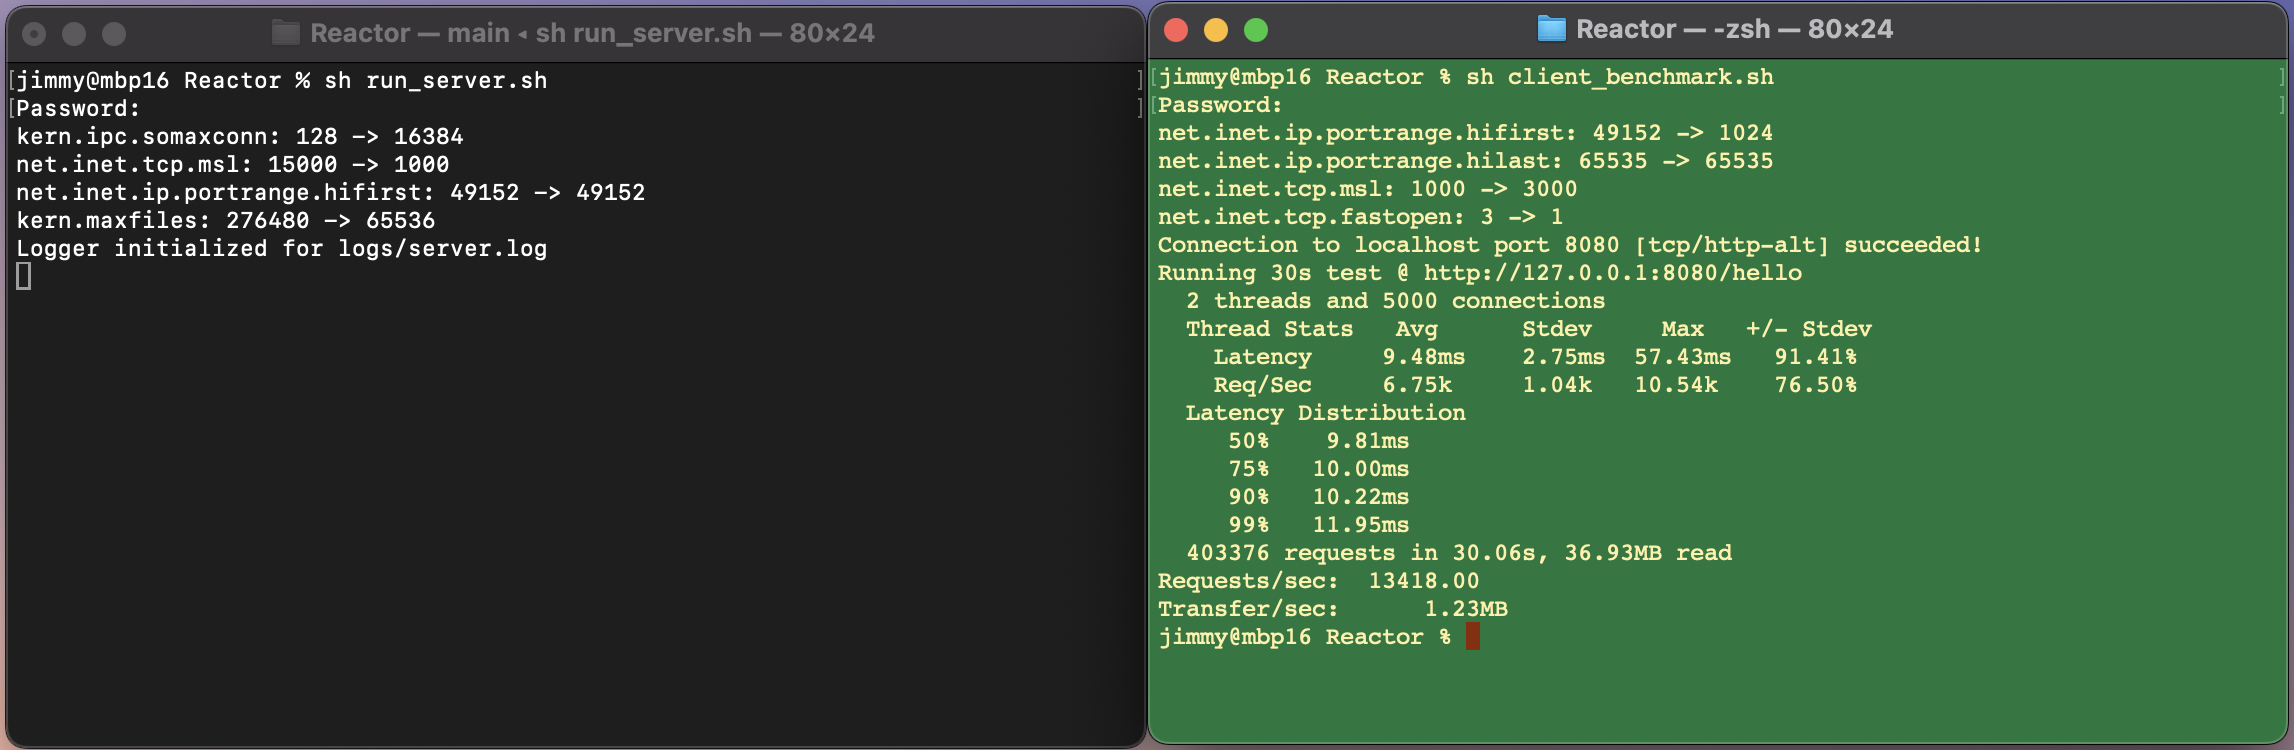 Reactor — main ◂ sh run_server.sh — 80×24
[jimmy@mbp16 Reactor % sh run_server.sh ]
[Password: ]
kern.ipc.somaxconn: 128 -> 16384
net.inet.tcp.msl: 15000 -> 1000
net.inet.ip.portrange.hifirst: 49152 -> 49152
kern.maxfiles: 276480 -> 65536
Logger initialized for logs/server.log
Reactor — -zsh — 80×24
[jimmy@mbp16 Reactor % sh client_benchmark.sh ]
[Password: ]
net.inet.ip.portrange.hifirst: 49152 -> 1024
net.inet.ip.portrange.hilast: 65535 -> 65535
net.inet.tcp.msl: 1000 -> 3000
net.inet.tcp.fastopen: 3 -> 1
Connection to localhost port 8080 [tcp/http-alt] succeeded!
Running 30s test @ http://127.0.0.1:8080/hello
  2 threads and 5000 connections
  Thread Stats   Avg      Stdev     Max   +/- Stdev
    Latency     9.48ms    2.75ms  57.43ms   91.41%
    Req/Sec     6.75k     1.04k   10.54k    76.50%
  Latency Distribution
     50%    9.81ms
     75%   10.00ms
     90%   10.22ms
     99%   11.95ms
  403376 requests in 30.06s, 36.93MB read
Requests/sec:  13418.00
Transfer/sec:      1.23MB
jimmy@mbp16 Reactor %